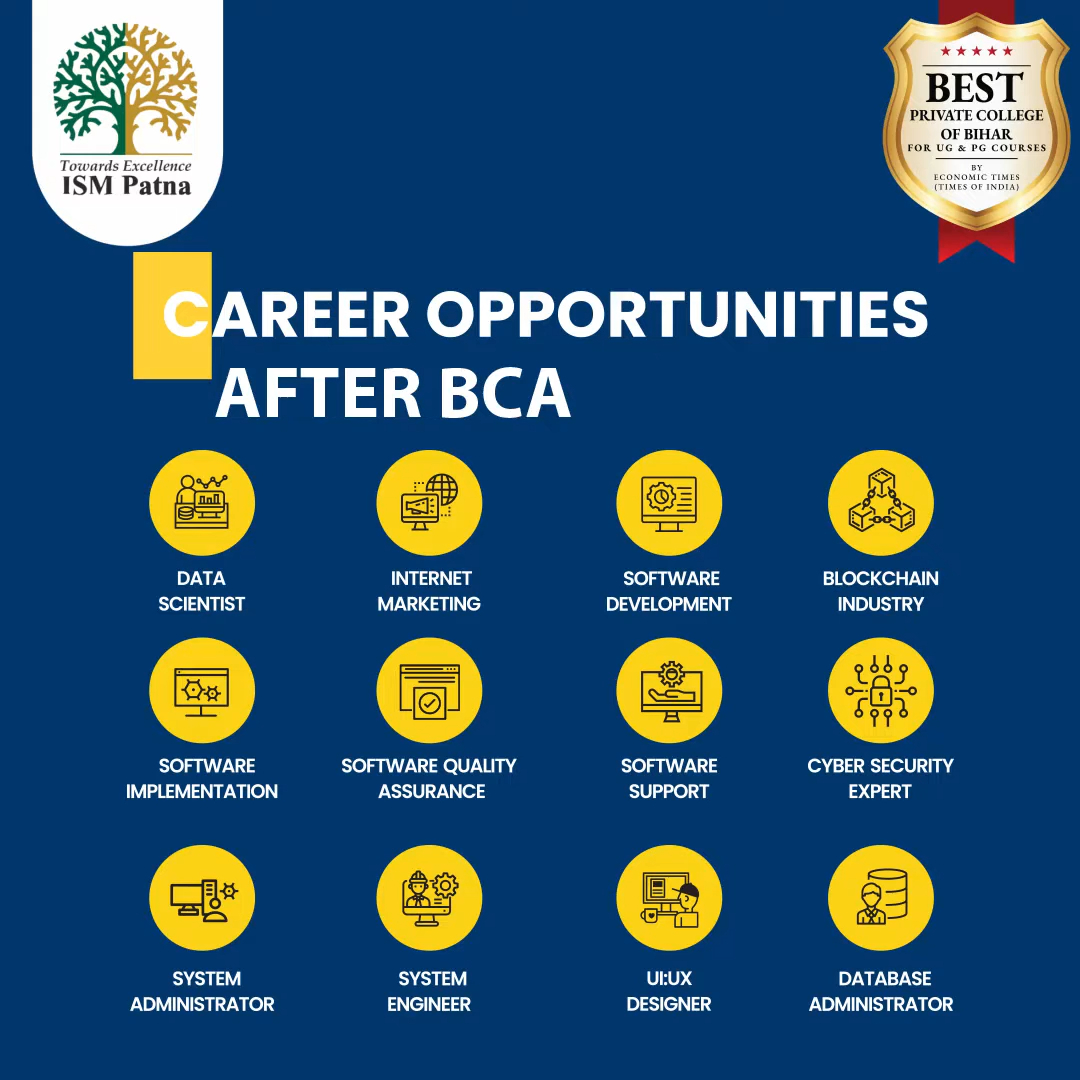 Towards Excellence
ISM Patna
BEST
PRIVATE COLLEGE
OF BIHAR
FOR UG & PG COURSES
BY
ECONOMIC TIMES
(TIMES OF INDIA)
CAREER OPPORTUNITIES
AFTER BCA
DATA
SCIENTIST
INTERNET
MARKETING
SOFTWARE
DEVELOPMENT
BLOCKCHAIN
INDUSTRY
SOFTWARE
IMPLEMENTATION
SOFTWARE QUALITY
ASSURANCE
SOFTWARE
SUPPORT
CYBER SECURITY
EXPERT
SYSTEM
ADMINISTRATOR
SYSTEM
ENGINEER
UI:UX
DESIGNER
DATABASE
ADMINISTRATOR